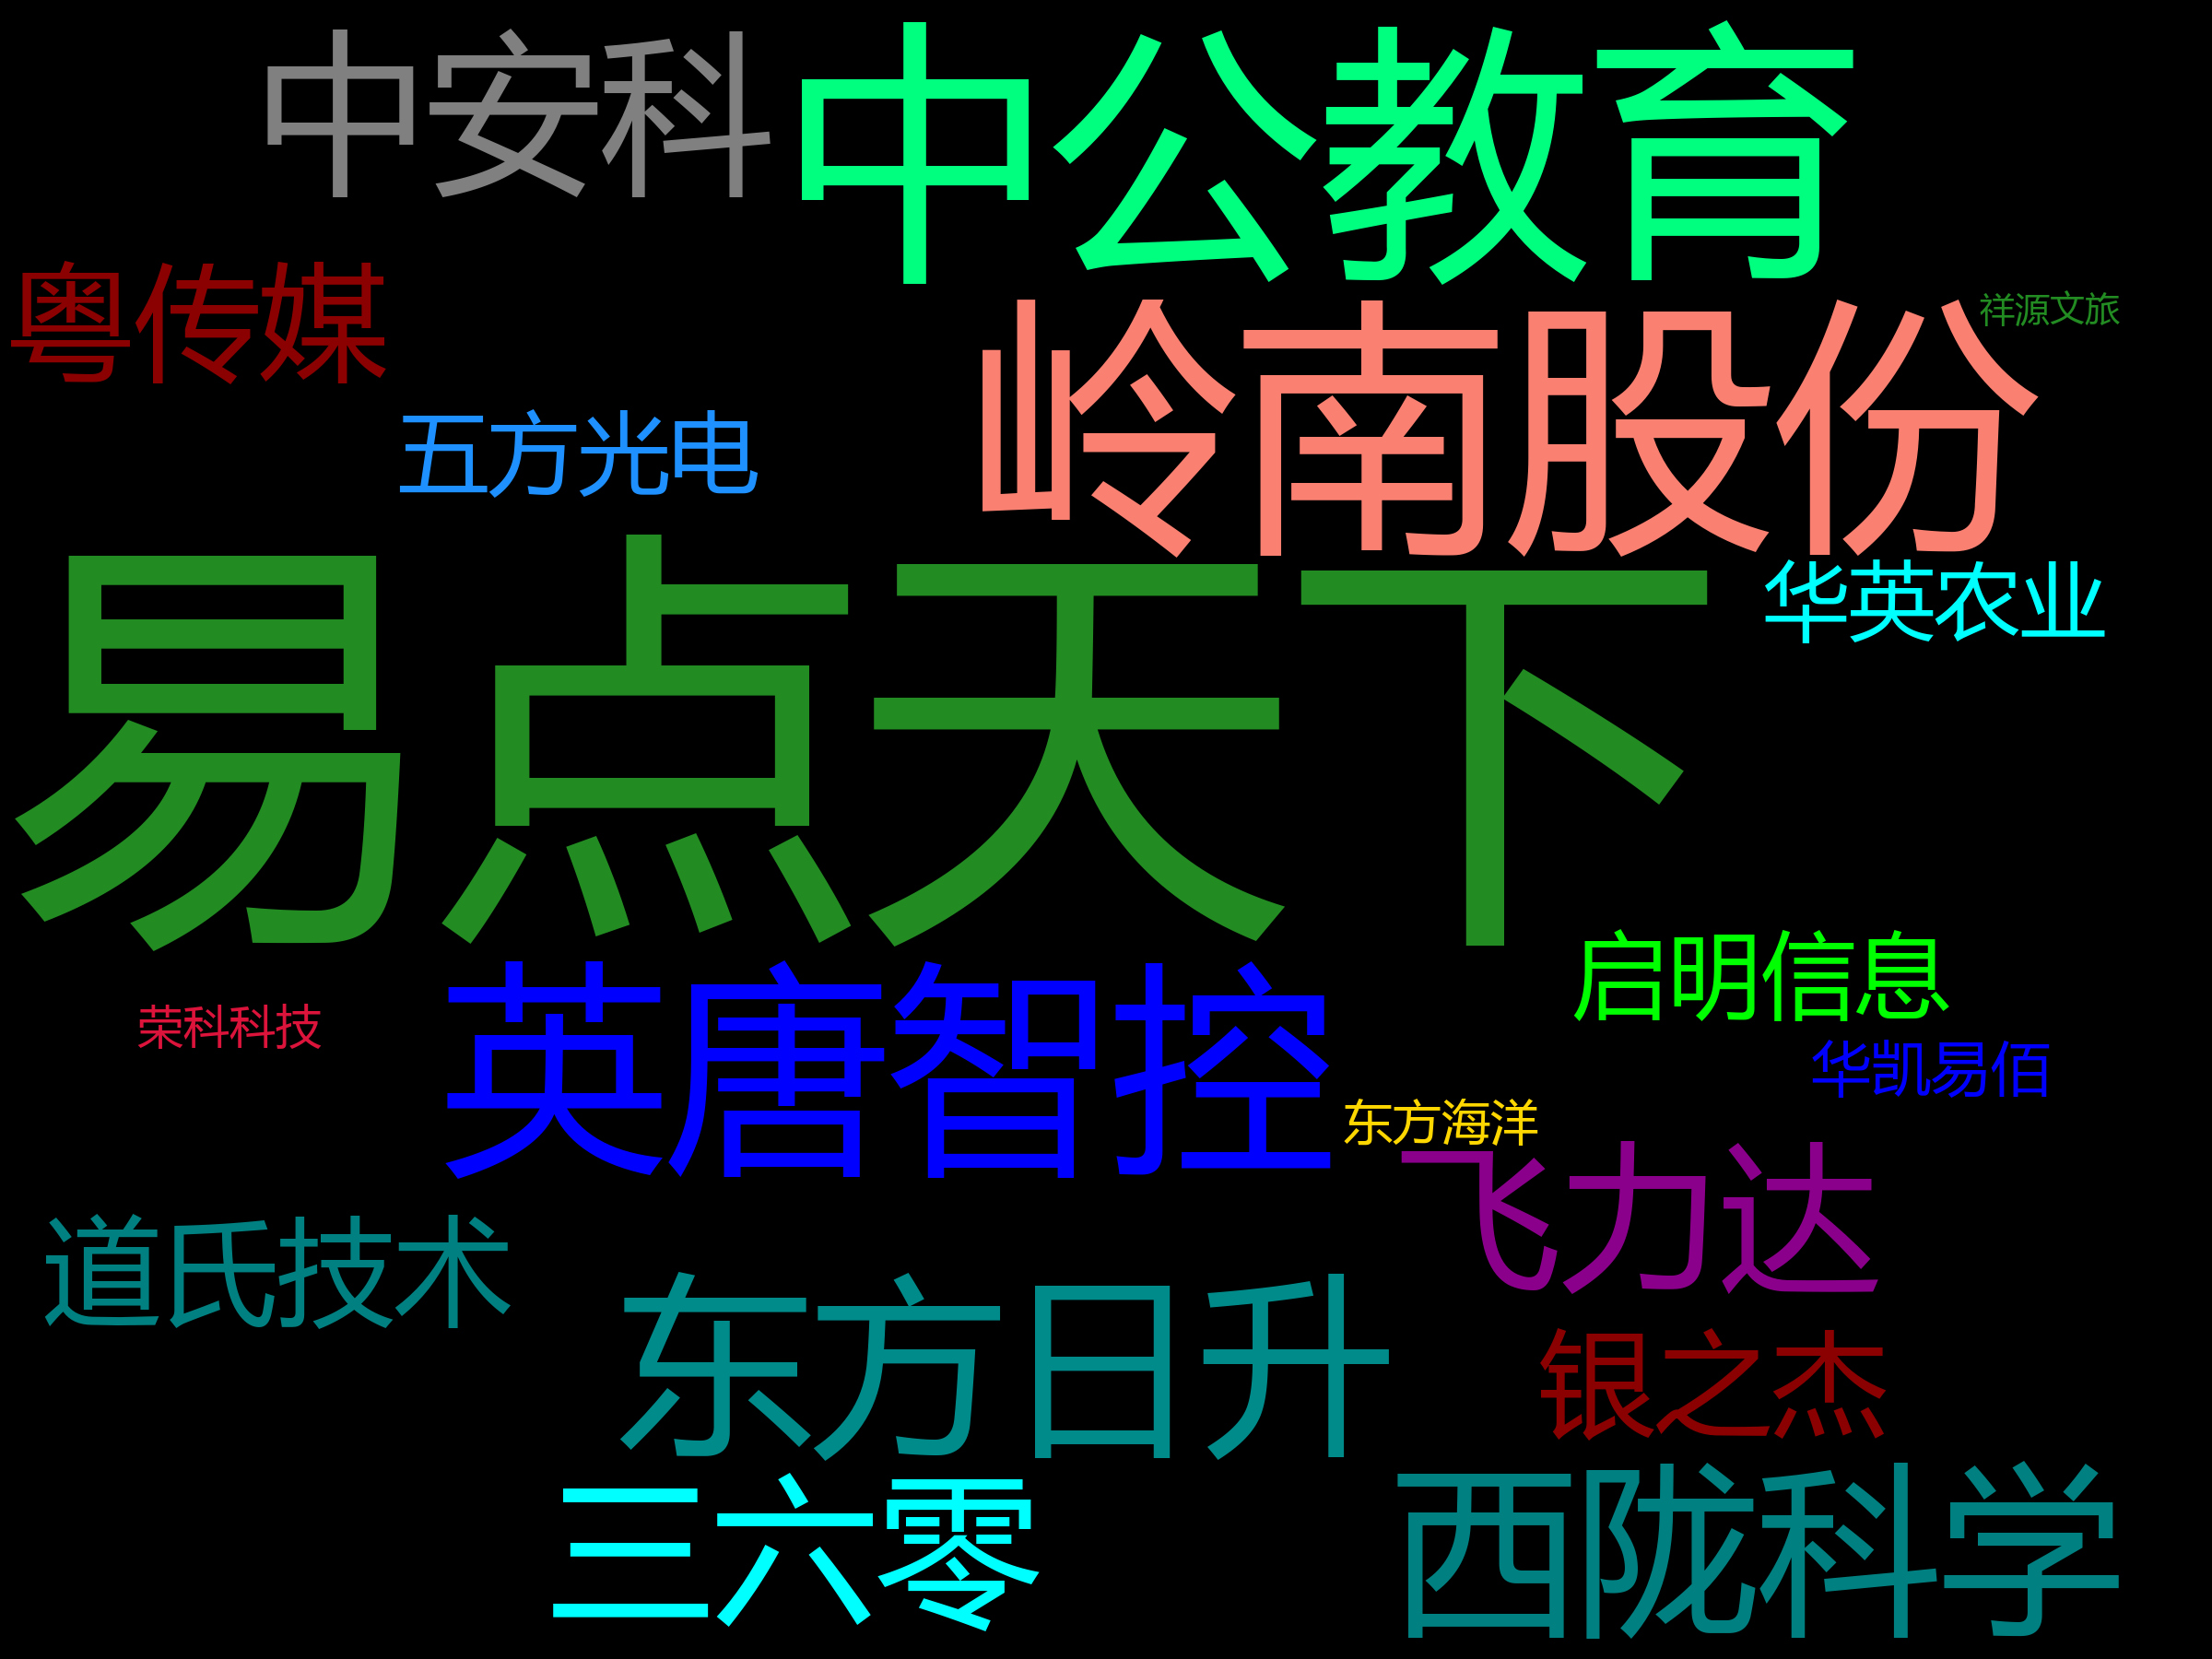 中安科
中公教育
粤传媒
祥源文旅
岭南股份
五方光电
华英农业
易点天下
启明信息
英唐智控
荣科科技
华凯易佰
东方海洋
飞力达
道氏技术
东方日升
银之杰
三六零
西陇科学